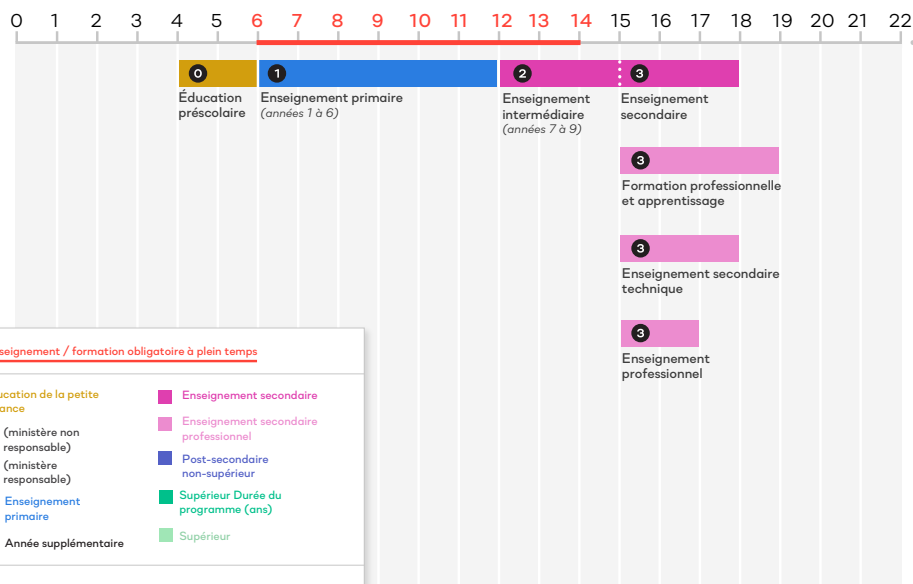 0 1 2 3 4 5 6 7 8 9 10 11 12 13 14 15 16 17 18 19 20 21 22
0 1 2 3
Éducation
préscolaire
Enseignement primaire
(années 1 à 6)
Enseignement
intermédiaire
(années 7 à 9)
Enseignement
secondaire
3
Formation professionnelle
et apprentissage
3
Enseignement secondaire
technique
3
Enseignement
professionnel
seignement / formation obligatoire à plein temps
ucation de la petite
ance
(ministère non
responsable)
(ministère
responsable)
Enseignement
primaire
Année supplémentaire
Enseignement secondaire
Enseignement secondaire
professionnel
Post-secondaire
non-supérieur
Supérieur Durée du
programme (ans)
Supérieur